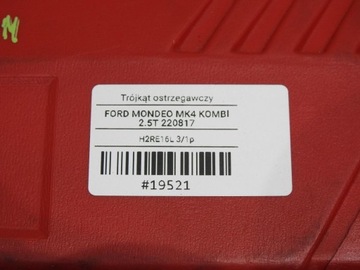 M
Trójkąt ostrzegawczy
FORD MONDEO MK4 KOMBI
2.5T 220817
H2RE16L 3/1p
#19521